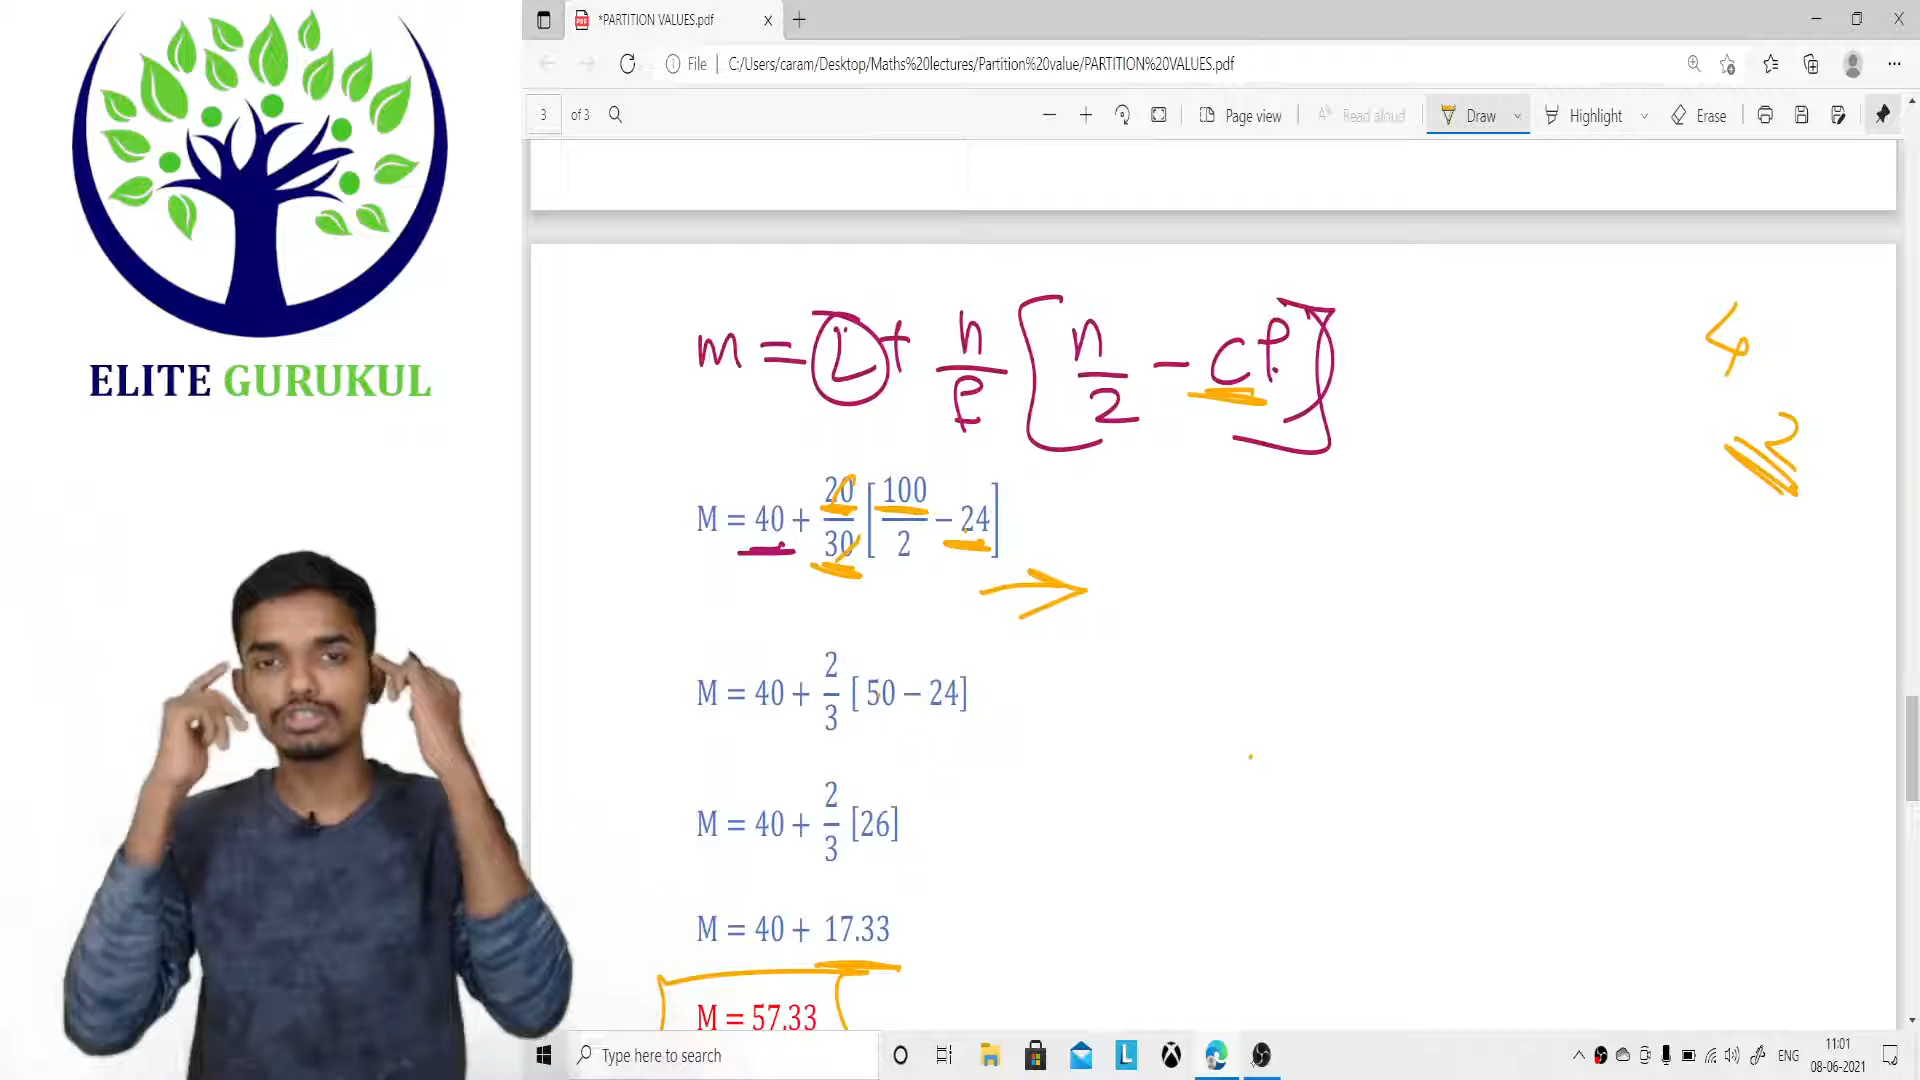 ELITE GURUKUL
*PARTITION VALUES.pdf
File
C:/Users/caram/Desktop/Maths%20lectures/Partition%20value/PARTITION%20VALUES.pdf
3 of 3
Page view
Read aloud
Draw
Highlight
Erase
m = L + h/f [ n/2 - cf ]
4
2
M = 40 + 20/30 [ 100/2 − 24 ]
M = 40 + 2/3 [ 50 − 24 ]
M = 40 + 2/3 [26]
M = 40 + 17.33
M = 57.33
Type here to search
ENG
11:01
08-06-2021